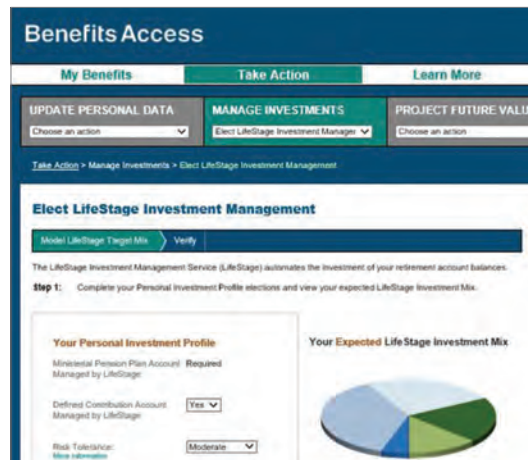 Benefits Access
My Benefits
Take Action
Learn More
UPDATE PERSONAL DATA
MANAGE INVESTMENTS
PROJECT FUTURE VALU
Choose an action
Elect LifeStage Investment Manager
Choose an action
Take Action > Manage Investments > Elect LifeStage Investment Management
Elect LifeStage Investment Management
Model LifeStage Target Mix
Verify
The LifeStage Investment Management Service (LifeStage) automates the investment of your retirement account balances.
Step 1: Complete your Personal Investment Profile elections and view your expected LifeStage Investment Mix.
Your Personal Investment Profile
Ministerial Pension Plan Account Required
Managed by LifeStage:
Defined Contribution Account Yes
Managed by LifeStage:
Risk Tolerance: Moderate
More Information
Your Expected LifeStage Investment Mix